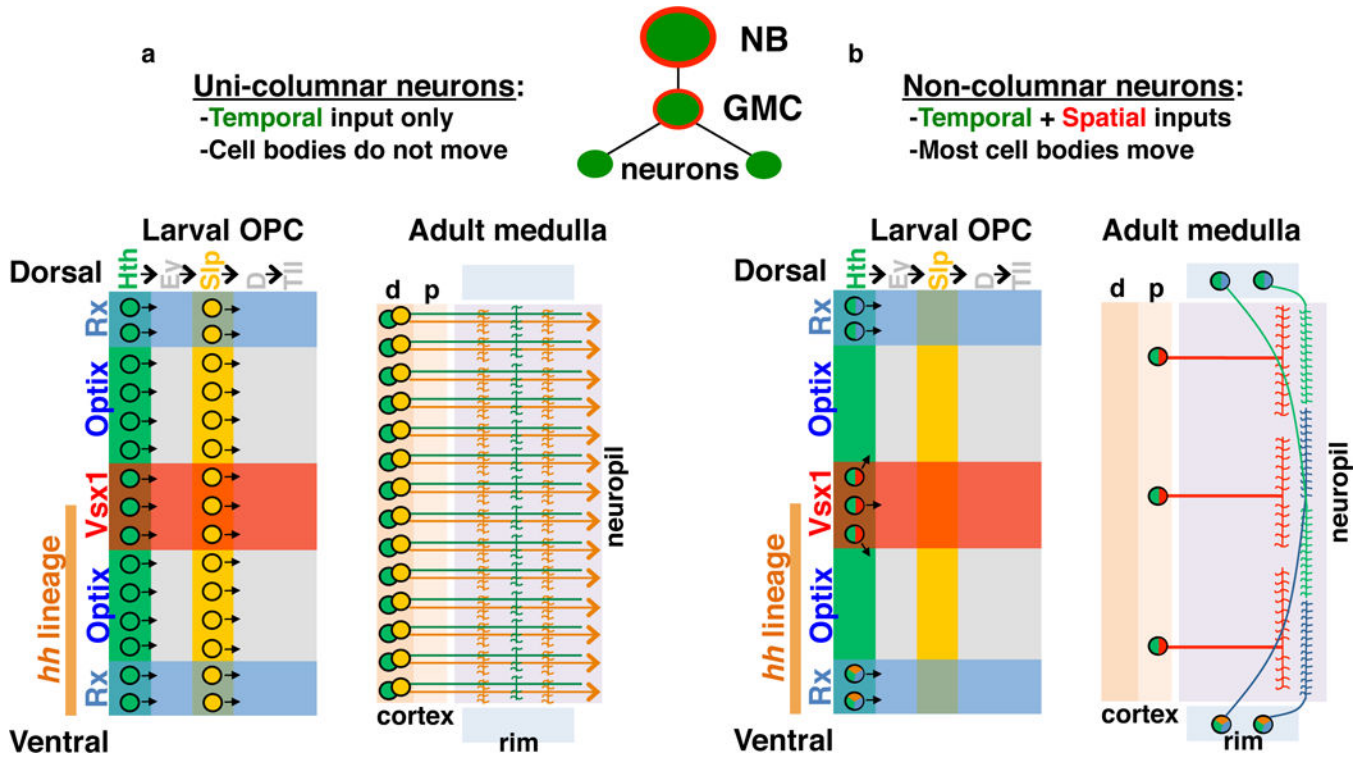 a
Uni-columnar neurons:
-Temporal input only
-Cell bodies do not move
NB
GMC
neurons
b
Non-columnar neurons:
-Temporal + Spatial inputs
-Most cell bodies move
Larval OPC
Dorsal
Hth
Ey
Slp
D
Tll
Rx
Optix
Vsx1
Optix
Rx
hh lineage
Ventral
Adult medulla
d
p
neuropil
cortex
rim
Larval OPC
Dorsal
Hth
Ey
Slp
D
Tll
Rx
Optix
Vsx1
Optix
Rx
hh lineage
Ventral
Adult medulla
d
p
neuropil
cortex
rim